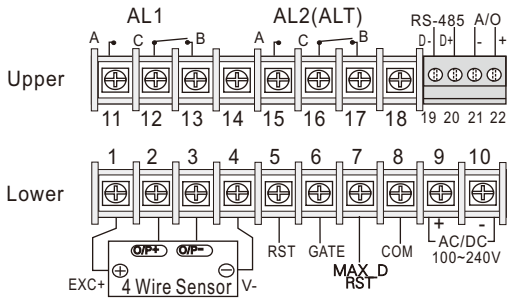 AL1 AL2(ALT) RS-485 A/O
A C B A C B D- D+ - +
Upper
11 12 13 14 15 16 17 18 19 20 21 22
1 2 3 4 5 6 7 8 9 10
Lower
+ -
O/P+ O/P- RST GATE MAX_D COM AC/DC
RST 100~240V
EXC+ 4 Wire Sensor V-